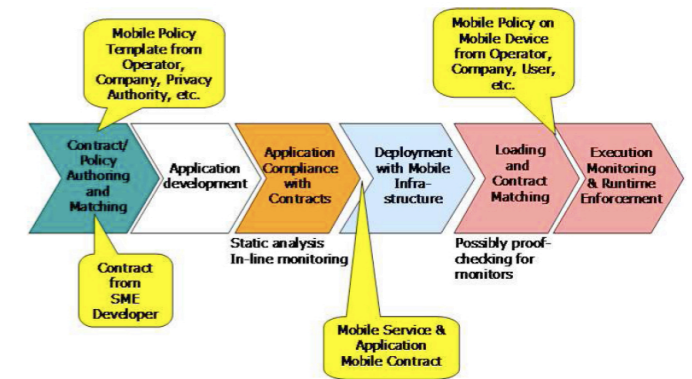 Mobile Policy
Template from
Operator,
Company, Privacy
Authority, etc.
Mobile Policy on
Mobile Device
from Operator,
Company, User,
etc.
Contract/
Policy
Authoring
and
Matching
Application
development
Application
Compliance
with
Contracts
Deployment
with Mobile
Infra-
structure
Loading
and
Contract
Matching
Execution
Monitoring
& Runtime
Enforcement
Static analysis
In-line monitoring
Possibly proof-
checking for
monitors
Contract
from
SME
Developer
Mobile Service &
Application
Mobile Contract